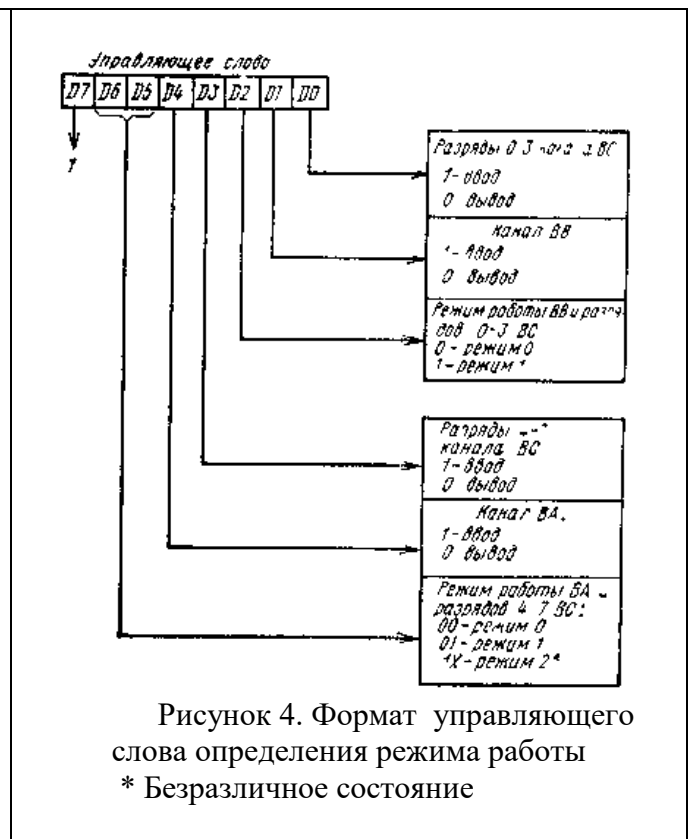 Управляющее слово
D7 D6 D5 D4 D3 D2 D1 D0
1
Разряды 0 3 ВС
1- ввод
0 вывод
Канал ВВ
1- ввод
0 вывод
Режим работы ВВ и разря
дов 0-3 ВС
0 - режим 0
1 - режим 1
Разряды
канала ВС
1- ввод
0 вывод
Канал ВА.
1- ввод
0 вывод
Режим работы ВА
разрядов 4 7 ВС:
00 - режим 0
01 - режим 1
1X - режим 2*
Рисунок 4. Формат управляющего
слова определения режима работы
* Безразличное состояние